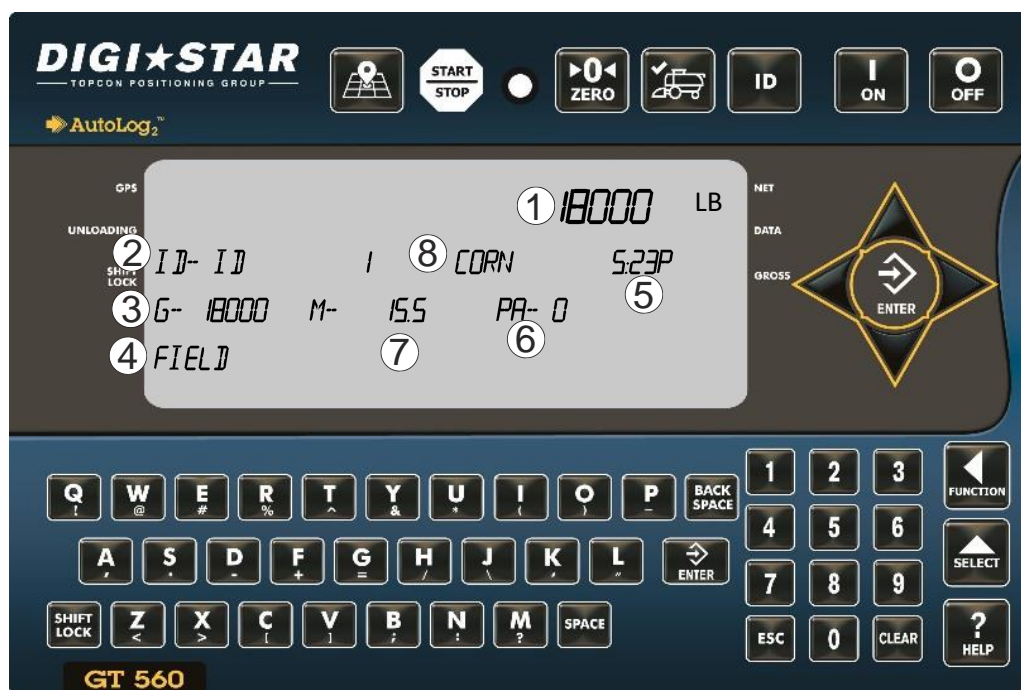 DIGI★STAR
TOPCON POSITIONING GROUP
AutoLog2™
START
STOP
▶0◀
ZERO
ID
I
ON
O
OFF
GPS
UNLOADING
SHIFT
LOCK
NET
DATA
GROSS
① 18000 LB
② ID-- ID 1 ⑧ CORN 5:23P
⑤
③ G-- 18000 M-- 15.5 PA-- 0
④ FIELD ⑦ ⑥
ENTER
Q ! W @ E # R % T ^ Y & U * I ( O ) P _ BACK SPACE
A , S . D - F + G = H / J \ K ' L " ENTER
SHIFT LOCK Z < X > C [ V ] B ; N : M ? SPACE
1 2 3
4 5 6
7 8 9
ESC 0 CLEAR
FUNCTION
SELECT
?
HELP
GT 560